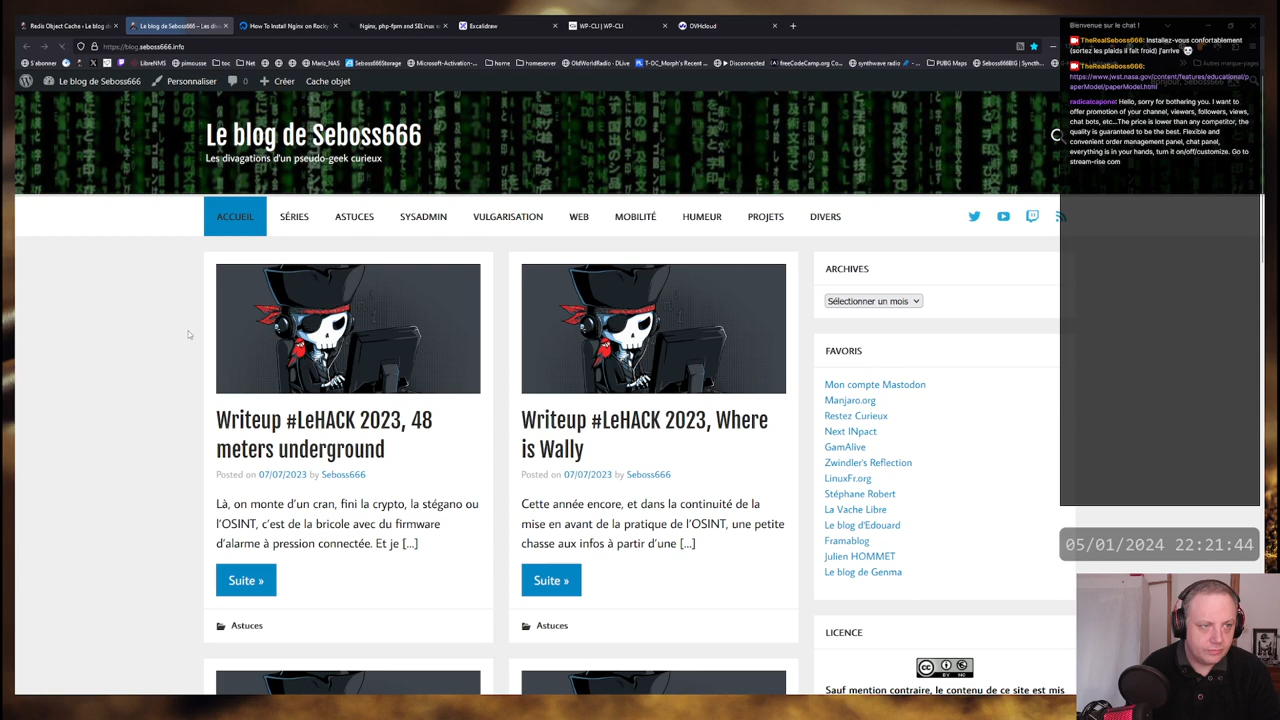 Redis Object Cache ‹ Le blog d
Le blog de Seboss666 – Les div
How To Install Nginx on Rocky
Nginx, php-fpm and SELinux
Excalidraw
WP-CLI | WP-CLI
OVHcloud
https://blog.seboss666.info
S'abonner
LibreNMS
pimousse
toc
Net
Mariz_NAS
Seboss666Storage
Microsoft-Activation-
Dossier d'import
homeserver
OldWorldRadio / DLive
T-DOC_Morph's Recent
Disconnected
freeCodeCamp.org
synthwave radio
PUBG Maps
Seboss666BIG
Autres marque-pages
Le blog de Seboss666
Personnaliser
0
Créer
Cache objet
Bonjour, Seboss666
Le blog de Seboss666
Les divagations d'un pseudo-geek curieux
ACCUEIL
SÉRIES
ASTUCES
SYSADMIN
VULGARISATION
WEB
MOBILITÉ
HUMEUR
PROJETS
DIVERS
Writeup #LeHACK 2023, 48
meters underground
Posted on 07/07/2023 by Seboss666
Là, on monte d'un cran, fini la crypto, la stégano ou
l'OSINT, c'est de la bricole avec du firmware
d'alarme à pression connectée. Et je [...]
Suite »
Astuces
Writeup #LeHACK 2023, Where
is Wally
Posted on 07/07/2023 by Seboss666
Cette année encore, et dans la continuité de la
mise en avant de la pratique de l'OSINT, une petite
chasse aux infos à partir d'une [...]
Suite »
Astuces
ARCHIVES
Sélectionner un mois
FAVORIS
Mon compte Mastodon
Manjaro.org
Restez Curieux
Next INpact
GamAlive
Zwindler's Reflection
LinuxFr.org
Stéphane Robert
La Vache Libre
Le blog d'Edouard
Framablog
Julien HOMMET
Le blog de Genma
LICENCE
CC
BY NC
Sauf mention contraire, le contenu de ce site est mis
Bienvenue sur le chat !
TheRealSeboss666: Installez-vous confortablement
(sortez les plaids il fait froid) j'arrive
TheRealSeboss666:
https://www.jwst.nasa.gov/content/features/educational/p
aperModel/paperModel.html
radicalcapone: Hello, sorry for bothering you. I want to
offer promotion of your channel, viewers, followers, views,
chat bots, etc...The price is lower than any competitor, the
quality is guaranteed to be the best. Flexible and
convenient order management panel, chat panel,
everything is in your hands, turn it on/off/customize. Go to
stream-rise com
05/01/2024 22:21:44